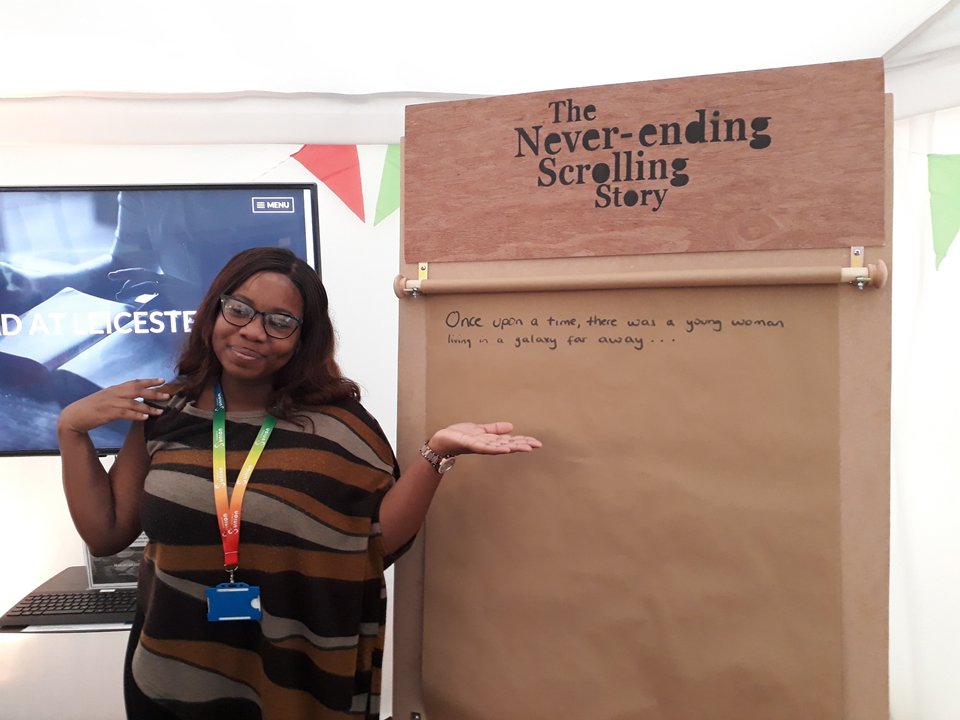 The
Never-ending
Scrolling
Story
MENU
D AT LEICESTE
Once upon a time, there was a young woman
living in a galaxy far away...